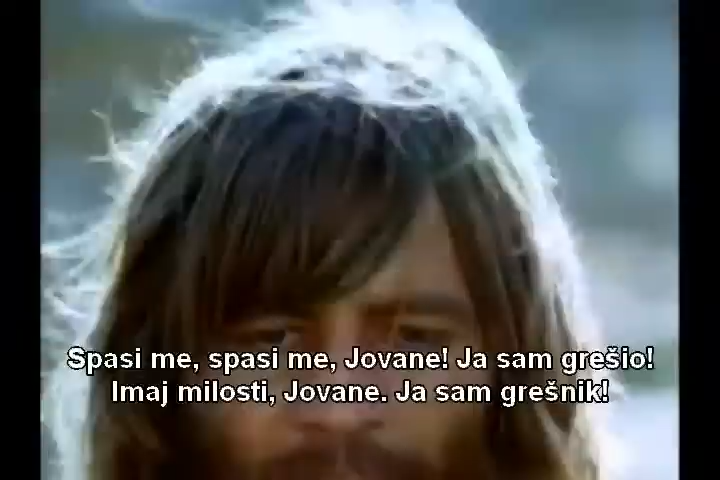 Spasi me, spasi me, Jovane! Ja sam grešio!
Imaj milosti, Jovane. Ja sam grešnik!